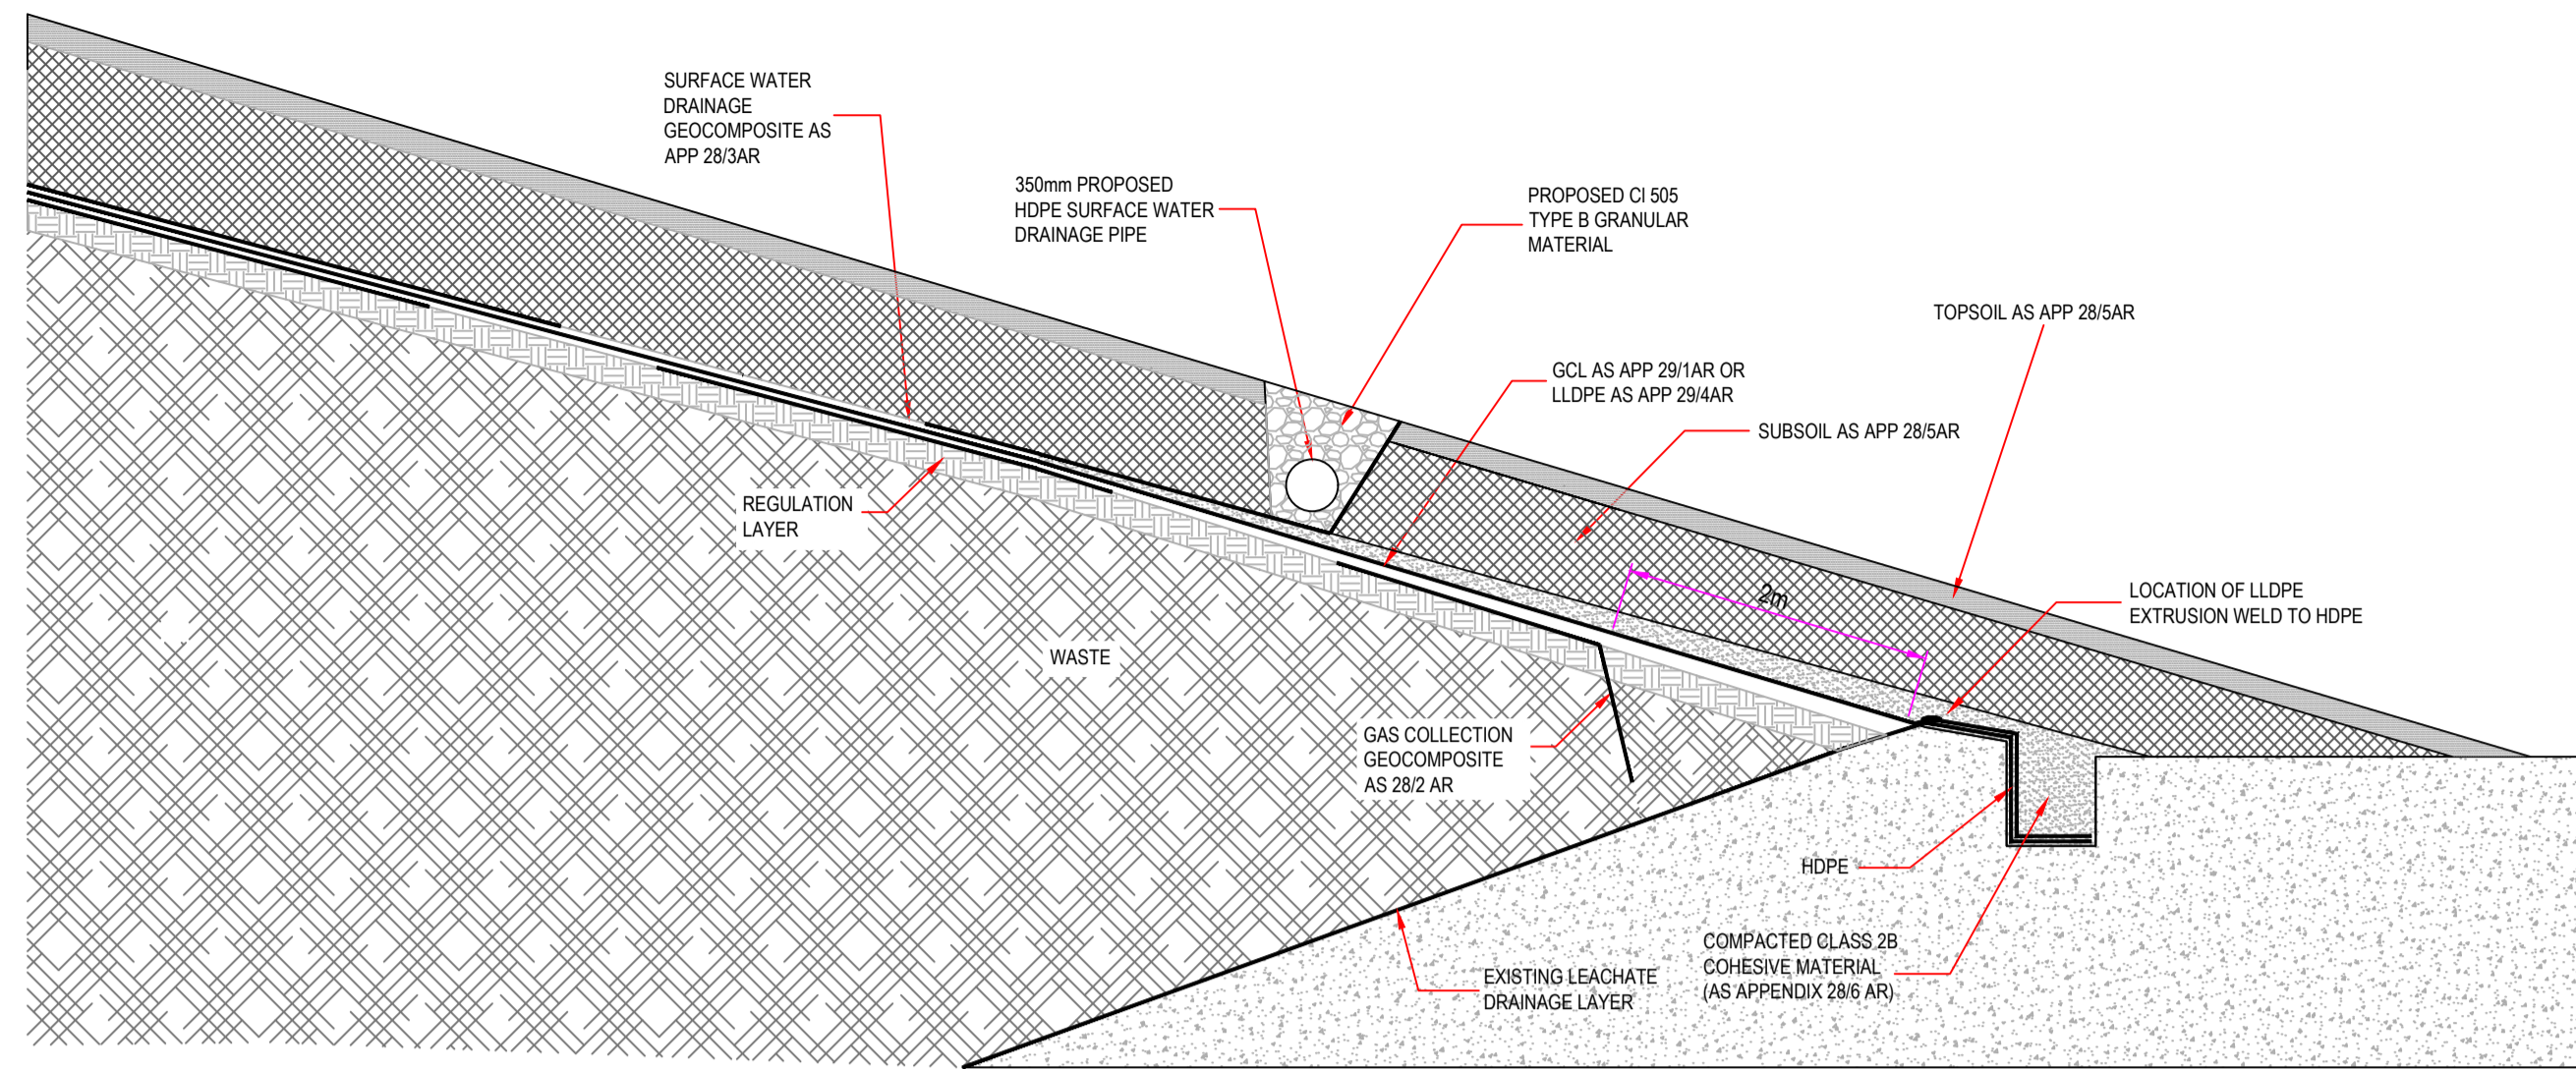 SURFACE WATER
DRAINAGE
GEOCOMPOSITE AS
APP 28/3AR
350mm PROPOSED
HDPE SURFACE WATER
DRAINAGE PIPE
PROPOSED Cl 505
TYPE B GRANULAR
MATERIAL
TOPSOIL AS APP 28/5AR
GCL AS APP 29/1AR OR
LLDPE AS APP 29/4AR
SUBSOIL AS APP 28/5AR
REGULATION
LAYER
2m
LOCATION OF LLDPE
EXTRUSION WELD TO HDPE
WASTE
GAS COLLECTION
GEOCOMPOSITE
AS 28/2 AR
HDPE
COMPACTED CLASS 2B
COHESIVE MATERIAL
(AS APPENDIX 28/6 AR)
EXISTING LEACHATE
DRAINAGE LAYER